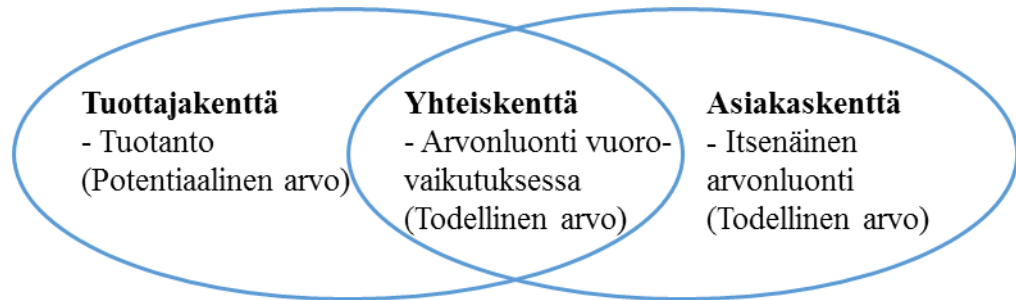 Tuottajakenttä
- Tuotanto
(Potentiaalinen arvo)
Yhteiskenttä
- Arvonluonti vuoro-
vaikutuksessa
(Todellinen arvo)
Asiakaskenttä
- Itsenäinen
arvonluonti
(Todellinen arvo)